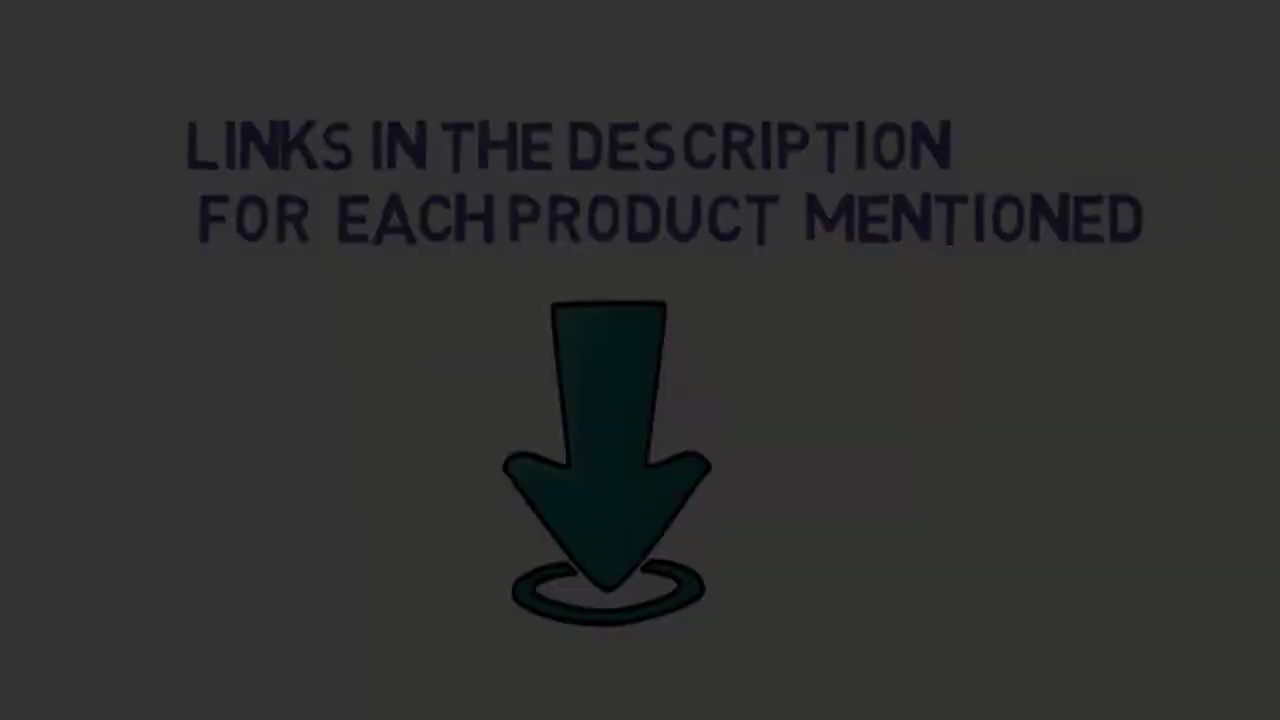 LINKS IN THE DESCRIPTION
FOR EACH PRODUCT MENTIONED